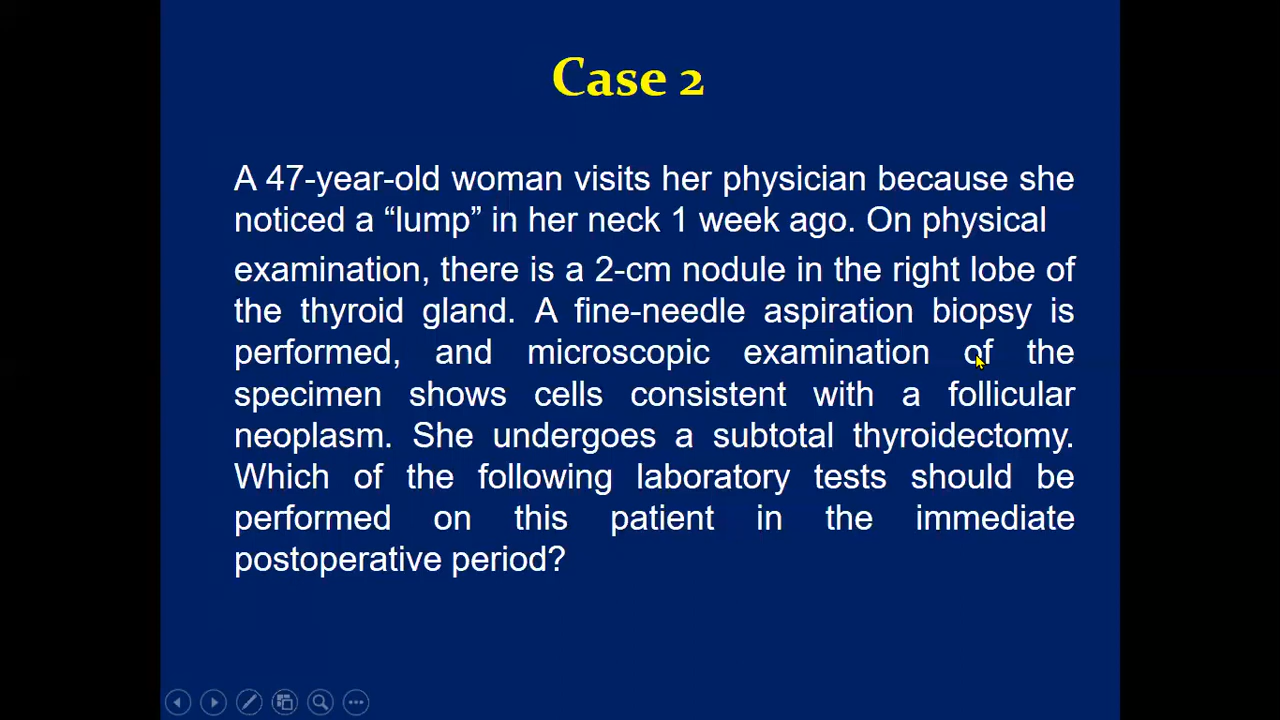 Case 2
A 47-year-old woman visits her physician because she
noticed a “lump” in her neck 1 week ago. On physical
examination, there is a 2-cm nodule in the right lobe of
the thyroid gland. A fine-needle aspiration biopsy is
performed, and microscopic examination of the
specimen shows cells consistent with a follicular
neoplasm. She undergoes a subtotal thyroidectomy.
Which of the following laboratory tests should be
performed on this patient in the immediate
postoperative period?